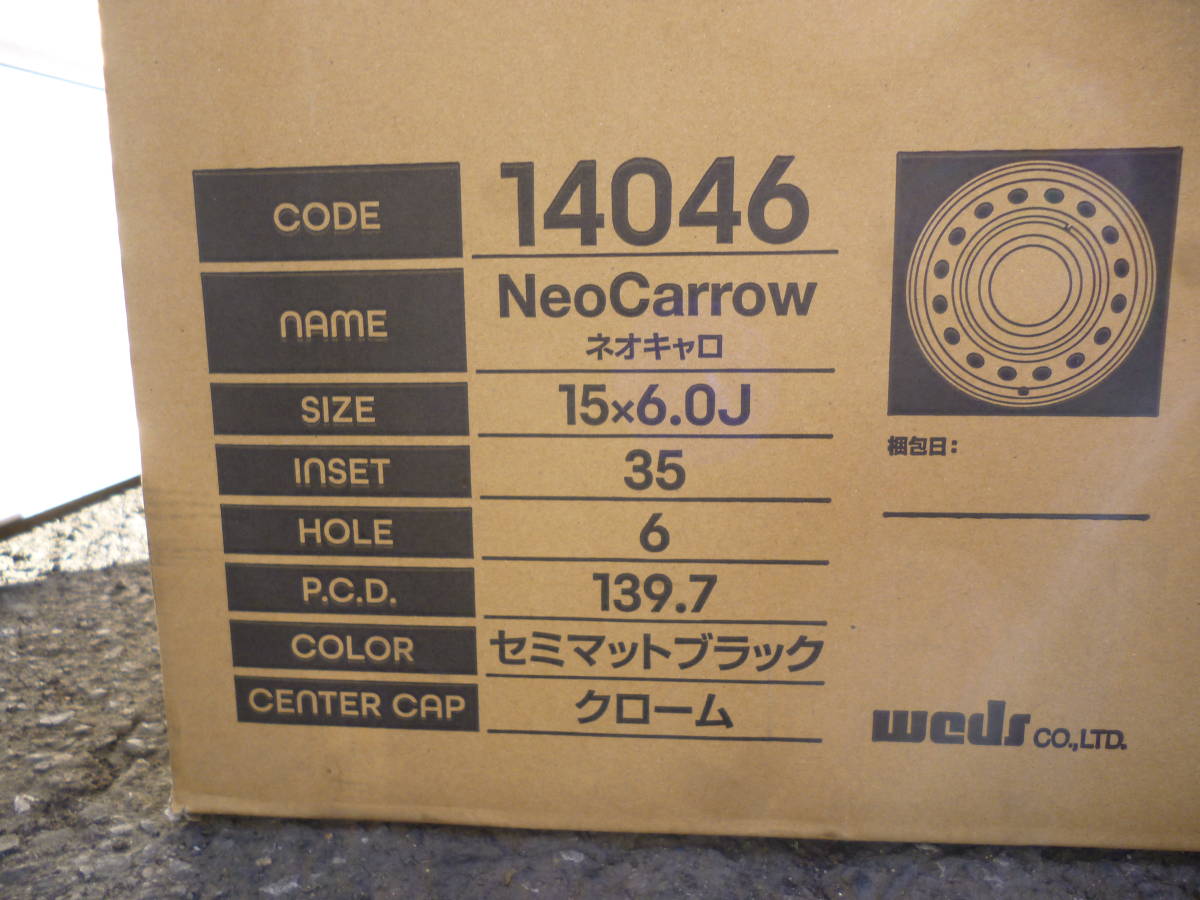 CODE 14046
NAME NeoCarrow
ネオキャロ
SIZE 15×6.0J
INSET 35
HOLE 6
P.C.D. 139.7
COLOR セミマットブラック
CENTER CAP クローム
梱包日：
weds CO.,LTD.